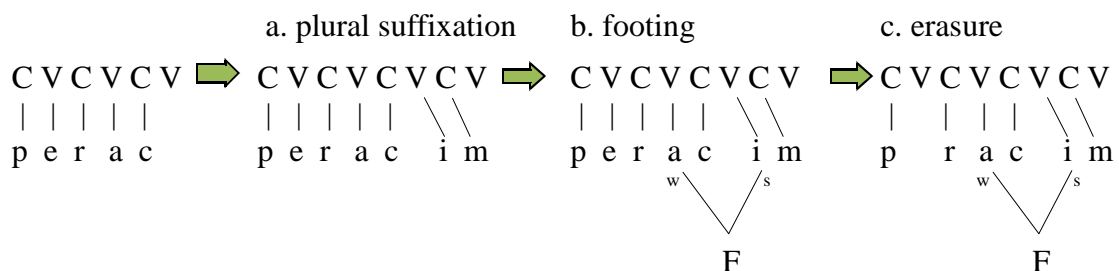 a. plural suffixation b. footing c. erasure
C V C V C V C V C V C V C V C V C V C V C V C V C V C V C V
p e r a c p e r a c i m p e r a c i m p r a c i m
w s w s
F F